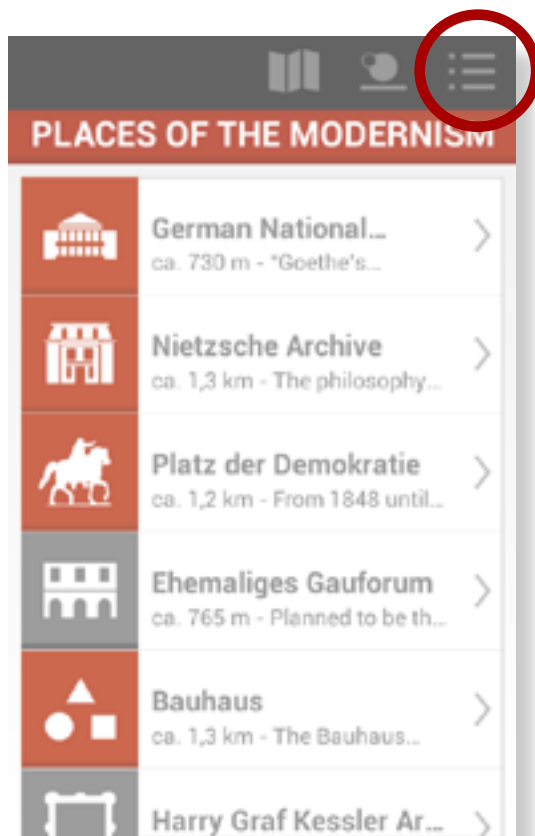 PLACES OF THE MODERNISM
German National...
ca. 730 m - "Goethe's...
Nietzsche Archive
ca. 1,3 km - The philosophy...
Platz der Demokratie
ca. 1,2 km - From 1848 until...
Ehemaliges Gauforum
ca. 765 m - Planned to be th...
Bauhaus
ca. 1,3 km - The Bauhaus...
Harry Graf Kessler Ar...